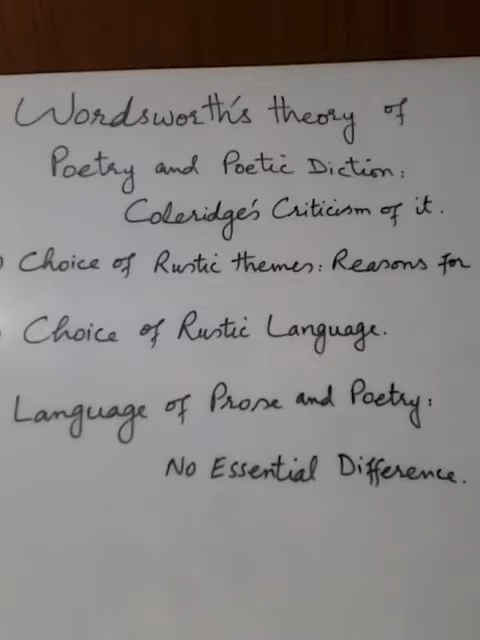 Wordsworth's theory of
Poetry and Poetic Diction:
Coleridge's Criticism of it.
Choice of Rustic themes: Reasons for
Choice of Rustic Language.
Language of Prose and Poetry:
No Essential Difference.